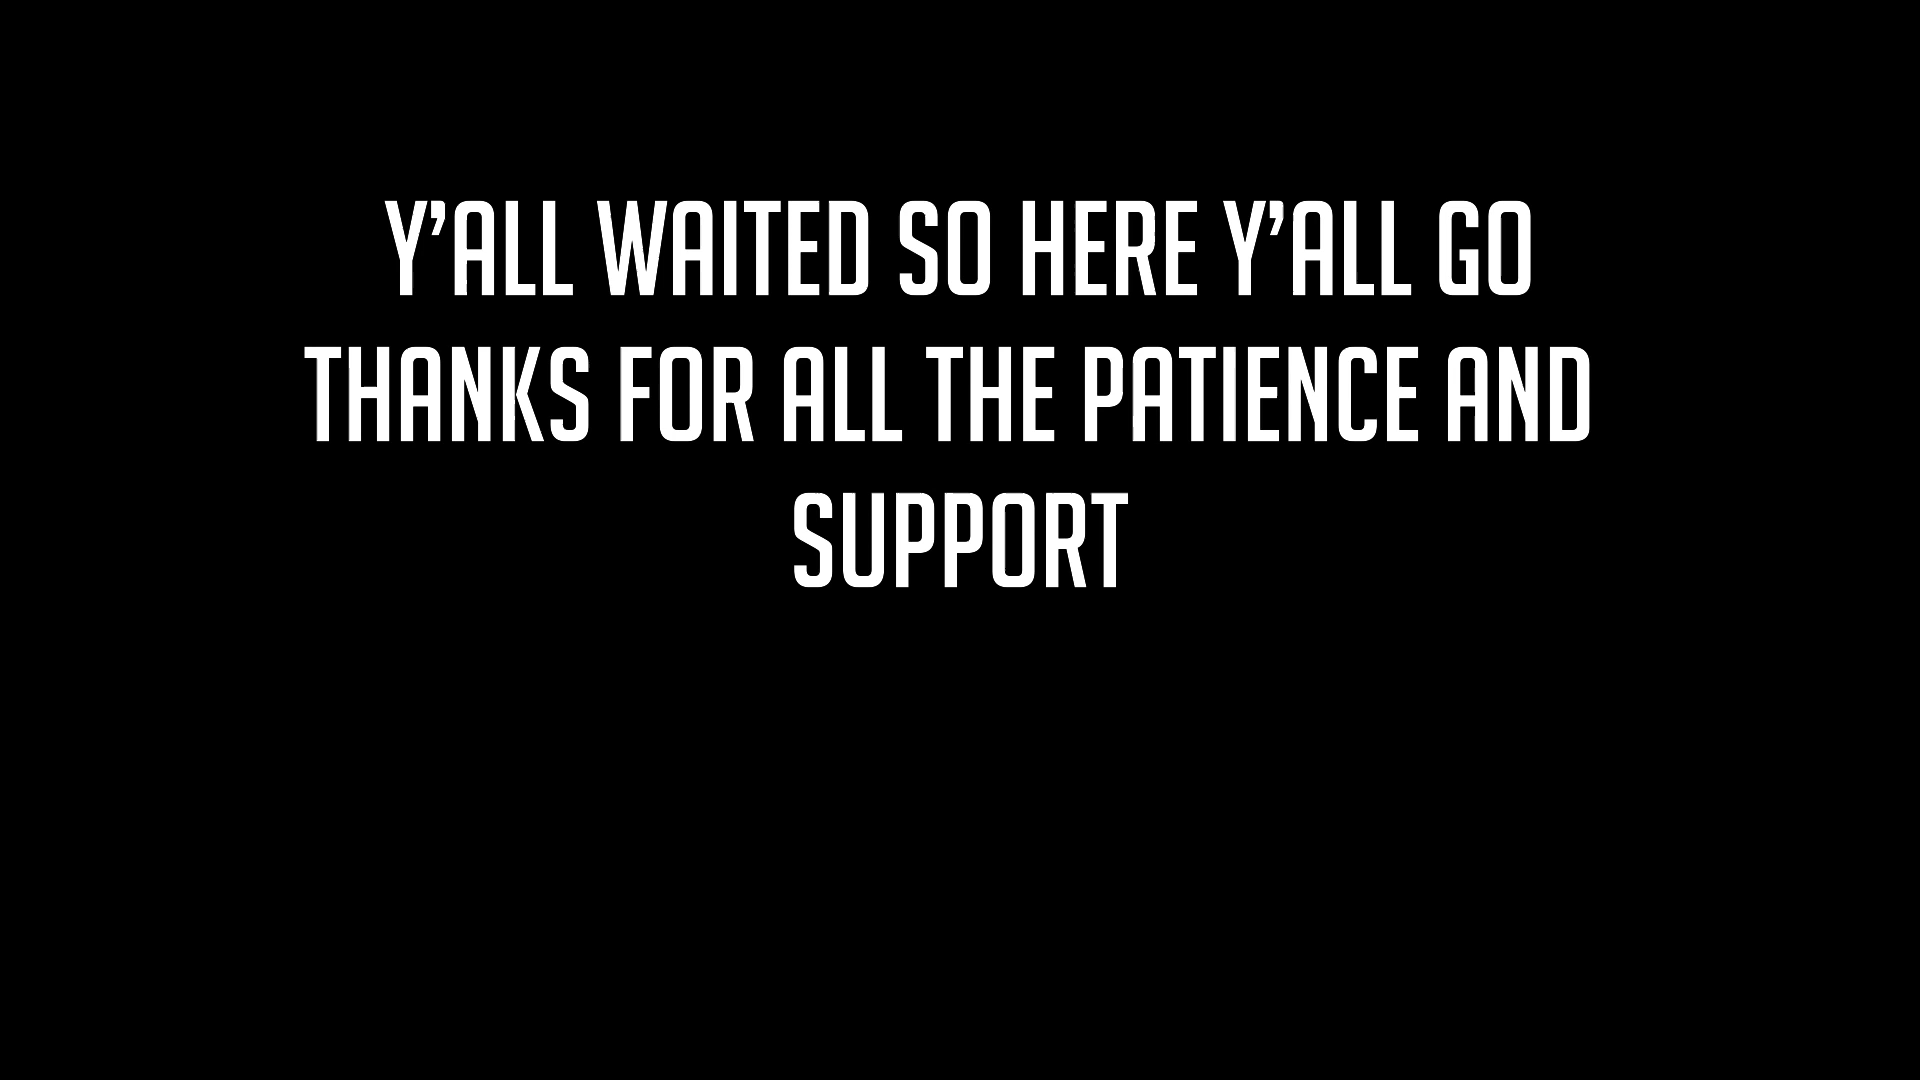 Y’ALL WAITED SO HERE Y’ALL GO
THANKS FOR ALL THE PATIENCE AND
SUPPORT